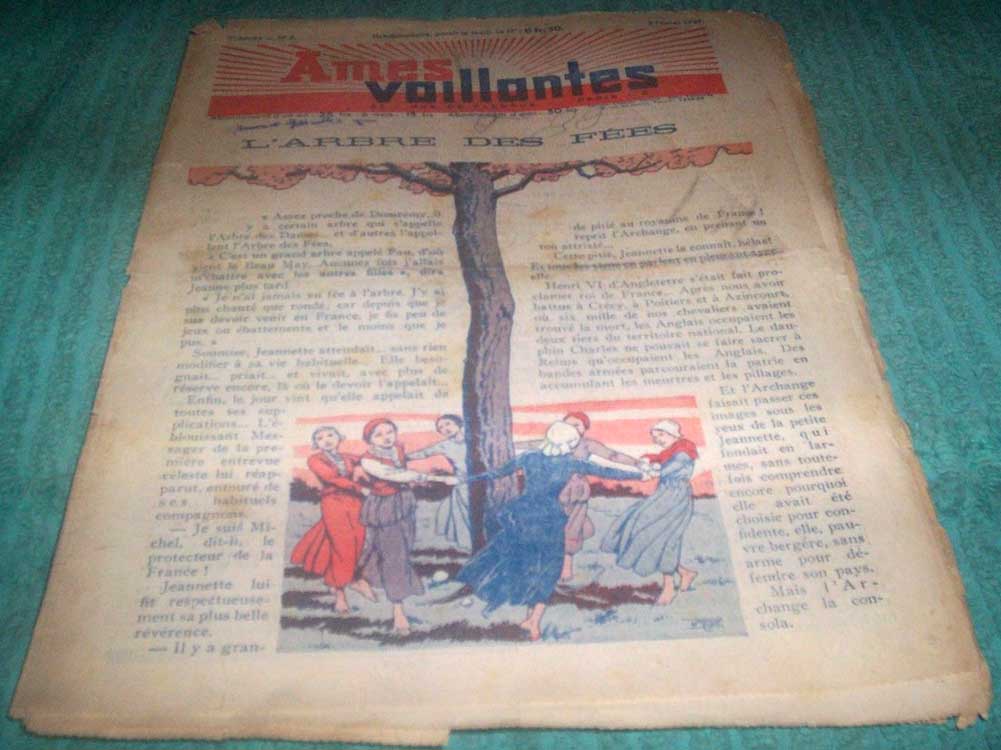 Ames
vaillantes
L'ARBRE DES FÉES
« Assez proche de Domremy, il
y a certain arbre qui s'appelle
l'Arbre des Dames et d'autres l'appel-
lent l'Arbre des Fées.
« C'est un grand arbre appelé Fau, d'où
vient le Beau May. Aucunes fois j'allais
avec les autres filles », dira
Jeanne plus tard.
« Je n'ai jamais vu fée à l'arbre. J'y ai
plus chanté que rondé, car depuis que je
sus devoir venir en France, je fis peu de
jeux ou ébattements et le moins que je
pus. »
Soumise, Jeannette attendait... sans rien
modifier à sa vie habituelle... Elle beso-
gnait... priait... et vivait, avec plus de
réserve encore, là où le devoir l'appelait...
Enfin, le jour vint qu'elle appelait de
toutes ses sup-
plications... L'é-
blouissant Mes-
sager de la pre-
mière entrevue
céleste lui réap-
parut, entouré de
ses habituels
compagnons.
— Je suis Mi-
chel, dit-il, le
protecteur de la
France !
Jeannette lui
fit respectueuse-
ment sa plus belle
révérence.
— Il y a gran-
de pitié au royaume de France !
reprit l'Archange, en prenant un
ton attristé...
Cette pitié, Jeannette la connaît, hélas!
Et tous les siens en parlent en pleurant avec
elle.
Henri VI d'Angleterre s'était fait pro-
clamer roi de France... Après nous avoir
battus à Crécy, à Poitiers et à Azincourt,
où six mille de nos chevaliers avaient
trouvé la mort, les Anglais occupaient les
deux tiers du territoire national. Le dau-
phin Charles ne pouvait se faire sacrer à
Reims qu'occupaient les Anglais. Des
bandes armées parcouraient la patrie en
accumulant les meurtres et les pillages.
Et l'Archange
faisait passer ces
images sous les
yeux de la petite
Jeannette, qui
fondait en lar-
mes, sans toute-
fois comprendre
encore pourquoi
elle avait été
choisie pour con-
fidente, elle, pau-
vre bergère, sans
arme pour dé-
fendre son pays.
Mais l'Ar-
change la con-
sola.